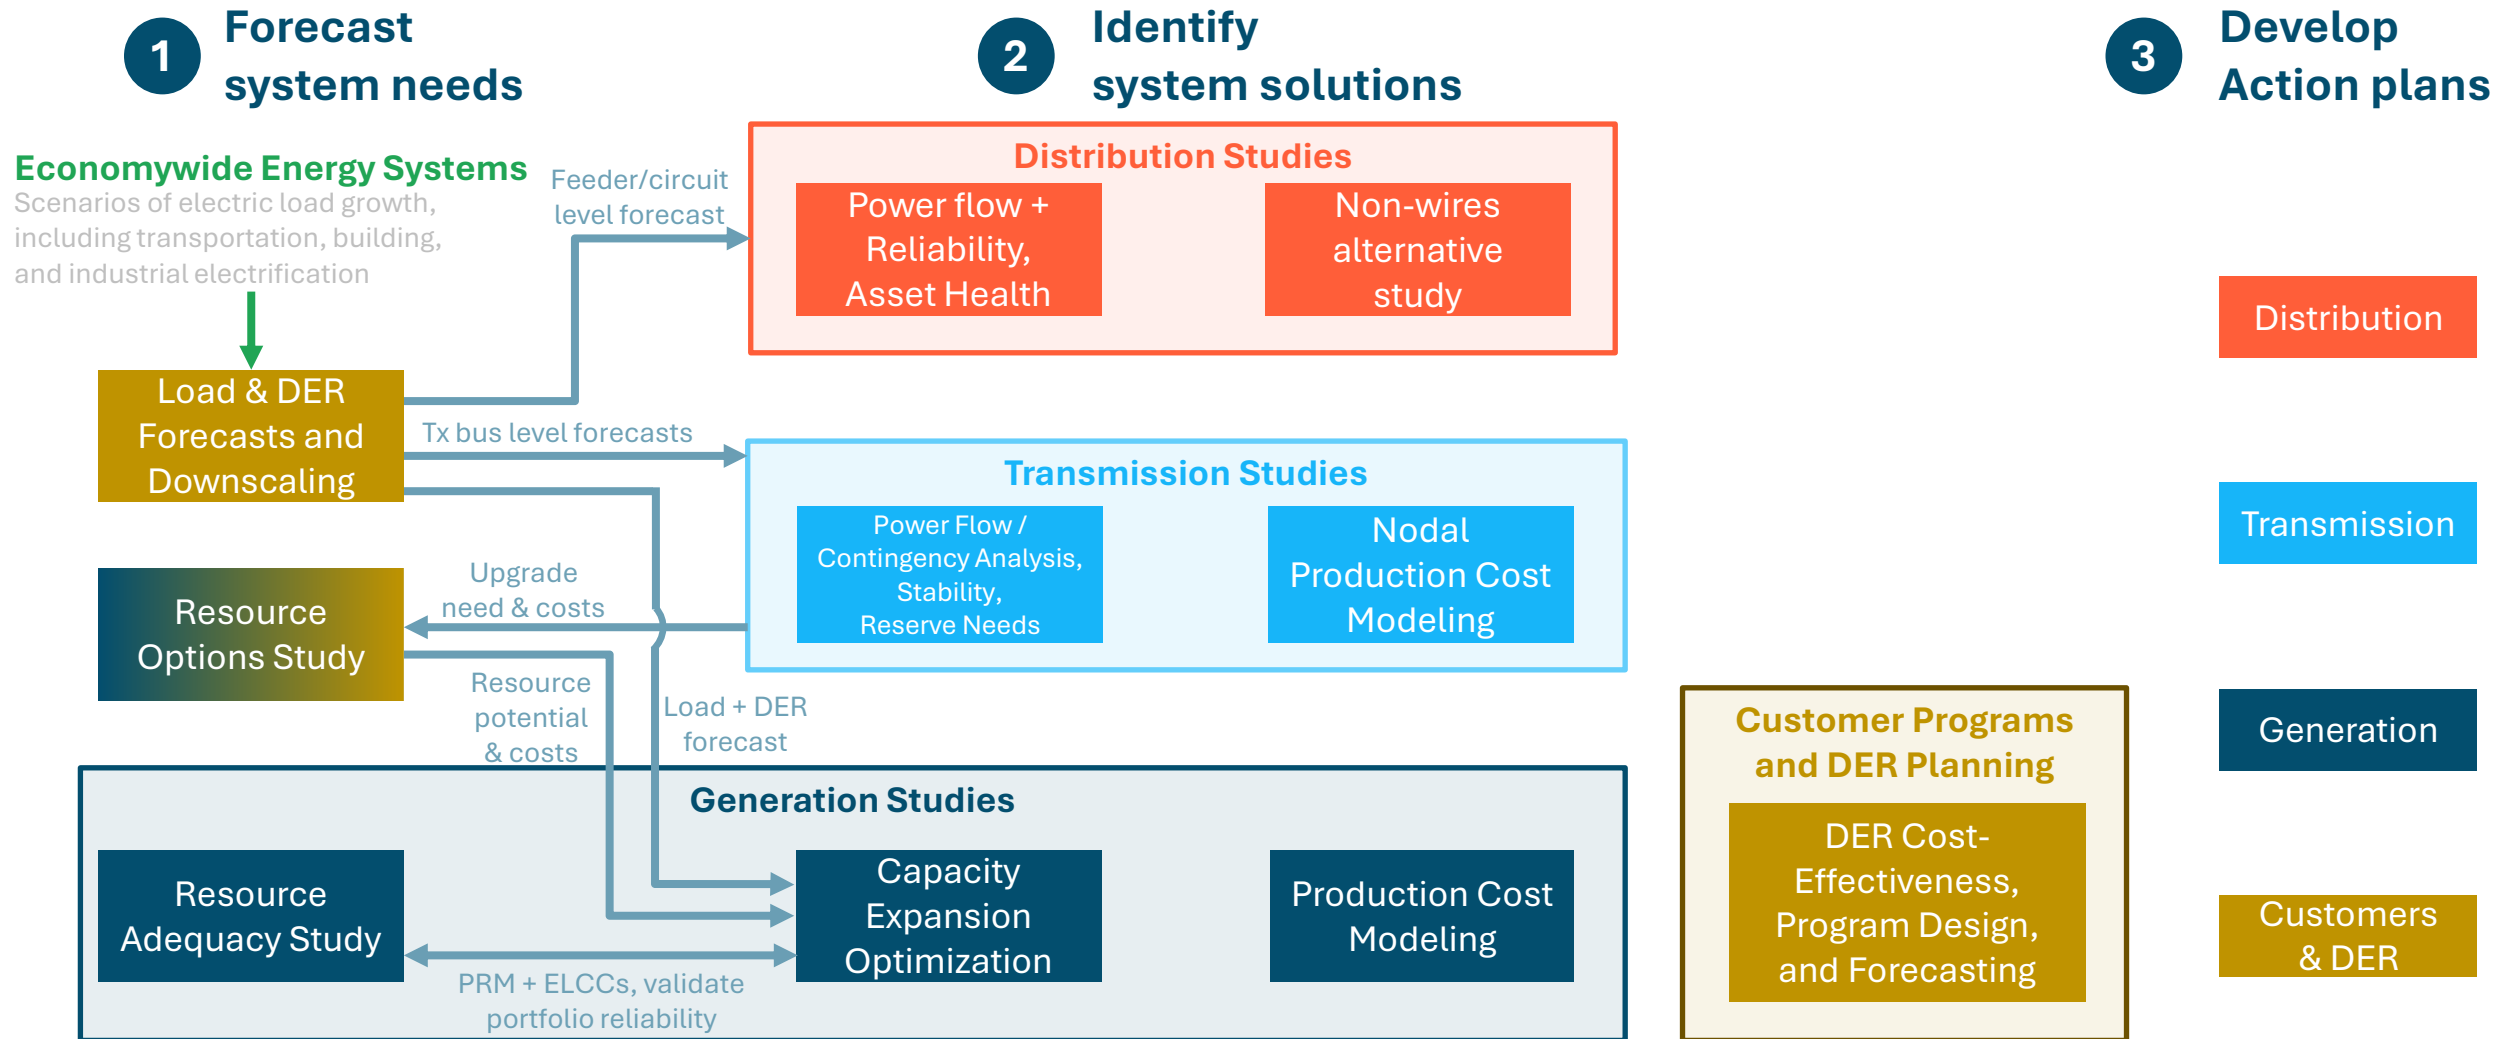 1
Forecast
system needs
2
Identify
system solutions
3
Develop
Action plans
Economywide Energy Systems
Scenarios of electric load growth,
including transportation, building,
and industrial electrification
Feeder/circuit
level forecast
Distribution Studies
Power flow +
Reliability,
Asset Health
Non-wires
alternative
study
Distribution
Load & DER
Forecasts and
Downscaling
Tx bus level forecasts
Transmission Studies
Power Flow /
Contingency Analysis,
Stability,
Reserve Needs
Nodal
Production Cost
Modeling
Transmission
Resource
Options Study
Upgrade
need & costs
Resource
potential
& costs
Load + DER
forecast
Generation Studies
Resource
Adequacy Study
Capacity
Expansion
Optimization
Production Cost
Modeling
PRM + ELCCs, validate
portfolio reliability
Customer Programs
and DER Planning
DER Cost-
Effectiveness,
Program Design,
and Forecasting
Generation
Customers
& DER